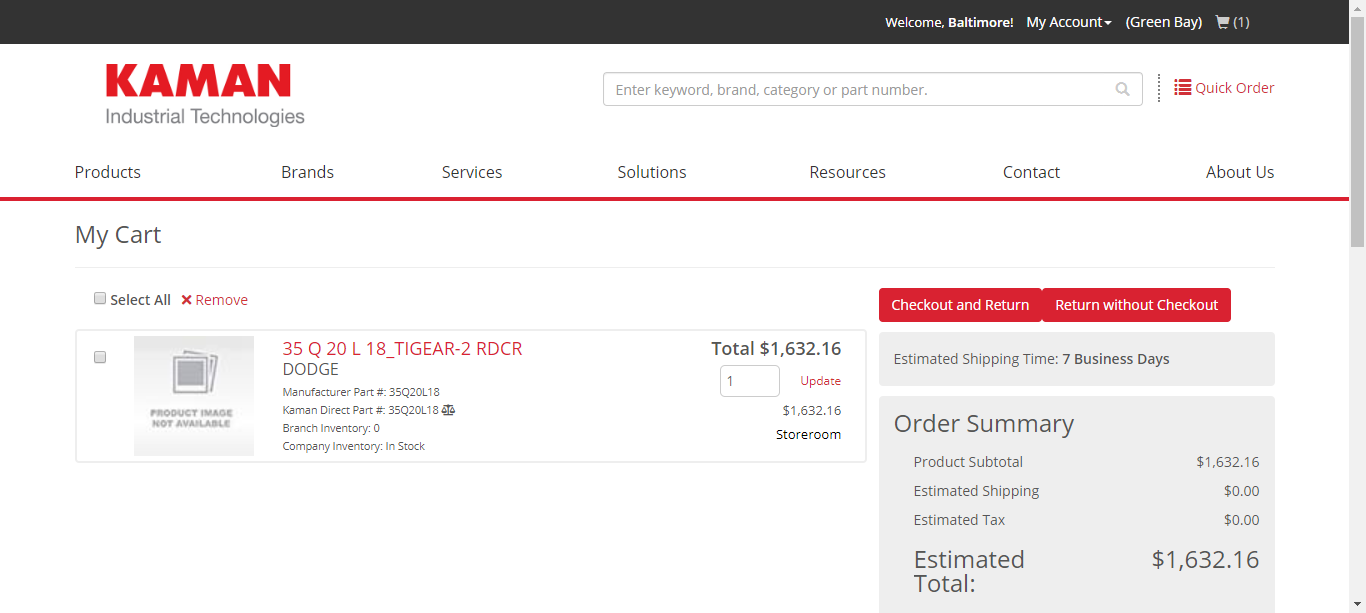 Welcome, Baltimore! My Account (Green Bay) (1)
KAMAN
Industrial Technologies
Enter keyword, brand, category or part number.
Quick Order
Products Brands Services Solutions Resources Contact About Us
My Cart
Select All Remove
Checkout and Return Return without Checkout
35 Q 20 L 18_TIGEAR-2 RDCR
DODGE
Manufacturer Part #: 35Q20L18
Kaman Direct Part #: 35Q20L18
Branch Inventory: 0
Company Inventory: In Stock
PRODUCT IMAGE
NOT AVAILABLE
Total $1,632.16
1 Update
$1,632.16
Storeroom
Estimated Shipping Time: 7 Business Days
Order Summary
Product Subtotal $1,632.16
Estimated Shipping $0.00
Estimated Tax $0.00
Estimated $1,632.16
Total: